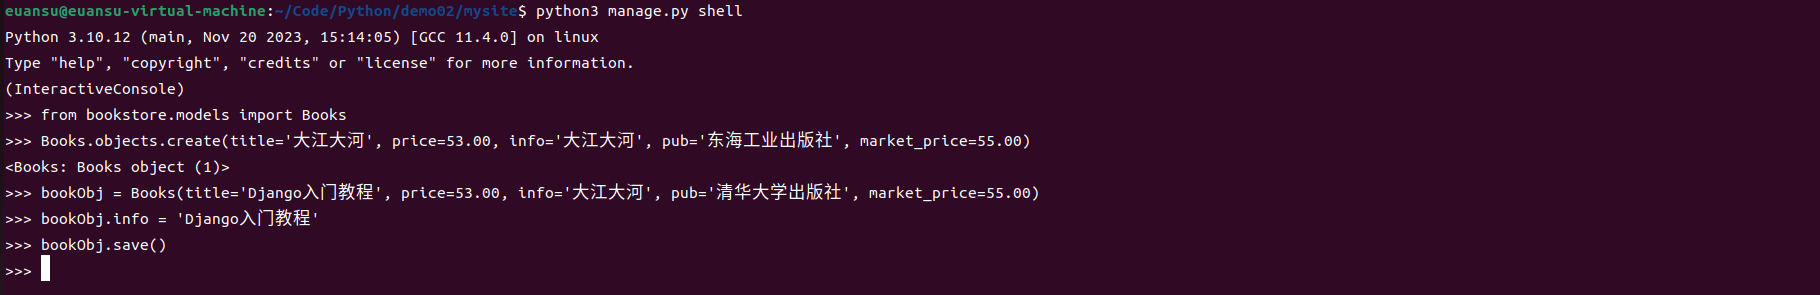 euansu@euansu-virtual-machine:~/Code/Python/demo02/mysite$ python3 manage.py shell
Python 3.10.12 (main, Nov 20 2023, 15:14:05) [GCC 11.4.0] on linux
Type "help", "copyright", "credits" or "license" for more information.
(InteractiveConsole)
>>> from bookstore.models import Books
>>> Books.objects.create(title='大江大河', price=53.00, info='大江大河', pub='东海工业出版社', market_price=55.00)
<Books: Books object (1)>
>>> bookObj = Books(title='Django入门教程', price=53.00, info='大江大河', pub='清华大学出版社', market_price=55.00)
>>> bookObj.info = 'Django入门教程'
>>> bookObj.save()
>>>